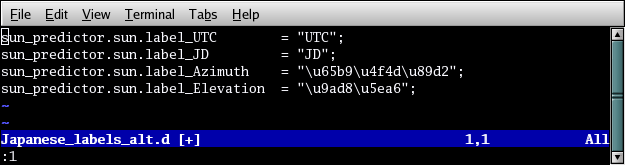 File Edit View Terminal Tabs Help
sun_predictor.sun.label_UTC = "UTC";
sun_predictor.sun.label_JD = "JD";
sun_predictor.sun.label_Azimuth = "\u65b9\u4f4d\u89d2";
sun_predictor.sun.label_Elevation = "\u9ad8\u5ea6";
~
~
Japanese_labels_alt.d [+] 1,1 All
:1